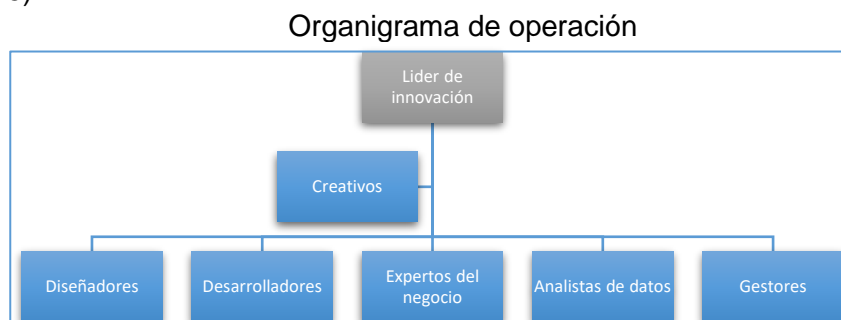 Organigrama de operación
Lider de
innovación
Creativos
Diseñadores
Desarrolladores
Expertos del
negocio
Analistas de datos
Gestores